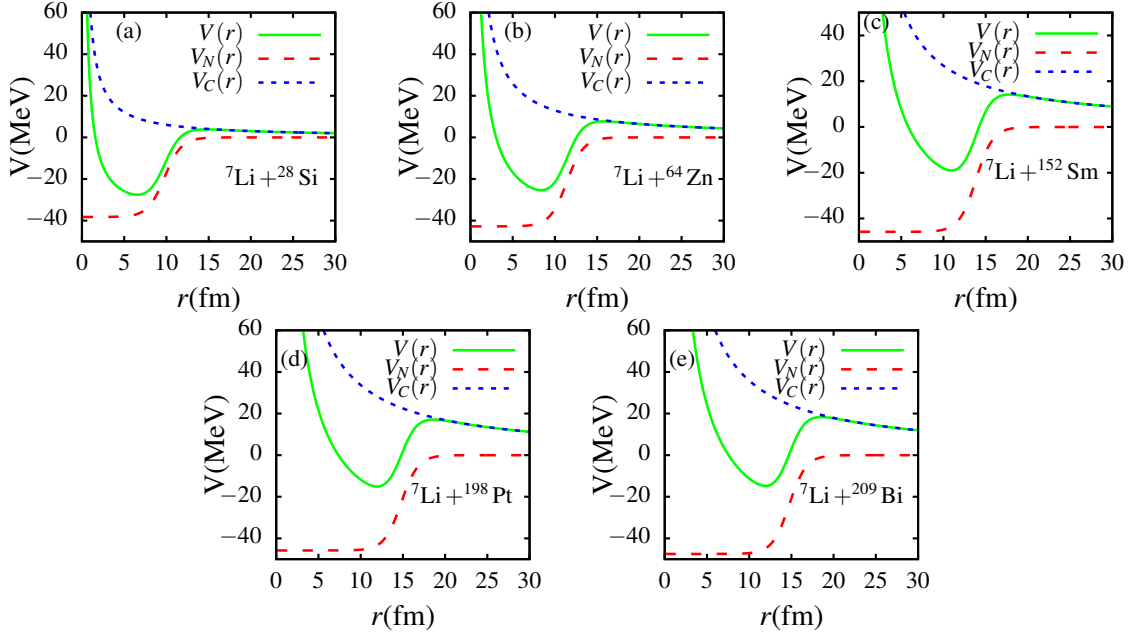 (a)
V(MeV)
60
40
20
0
−20
−40
V(r)
V_N(r)
V_C(r)
⁷Li+²⁸Si
0 5 10 15 20 25 30
r(fm)
(b)
V(MeV)
60
40
20
0
−20
−40
V(r)
V_N(r)
V_C(r)
⁷Li+⁶⁴Zn
0 5 10 15 20 25 30
r(fm)
(c)
V(MeV)
60
40
20
0
−20
−40
V(r)
V_N(r)
V_C(r)
⁷Li+¹⁵²Sm
0 5 10 15 20 25 30
r(fm)
(d)
V(MeV)
60
40
20
0
−20
−40
V(r)
V_N(r)
V_C(r)
⁷Li+¹⁹⁸Pt
0 5 10 15 20 25 30
r(fm)
(e)
V(MeV)
60
40
20
0
−20
−40
V(r)
V_N(r)
V_C(r)
⁷Li+²⁰⁹Bi
0 5 10 15 20 25 30
r(fm)